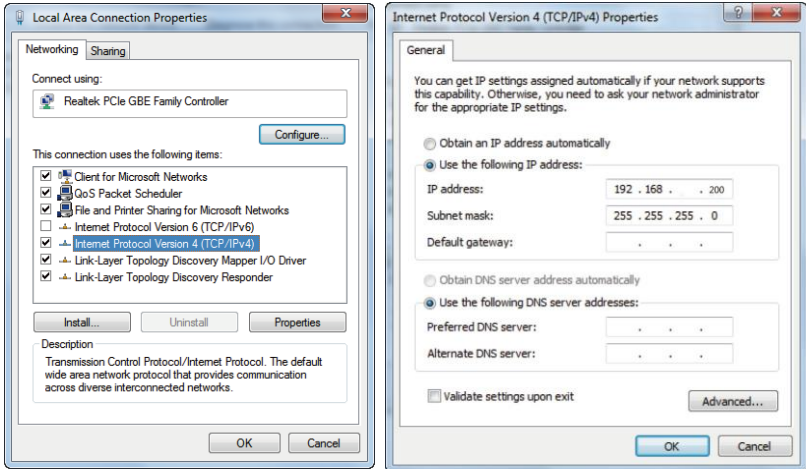 Local Area Connection Properties
Networking
Sharing
Connect using:
Realtek PCIe GBE Family Controller
Configure...
This connection uses the following items:
Client for Microsoft Networks
QoS Packet Scheduler
File and Printer Sharing for Microsoft Networks
Internet Protocol Version 6 (TCP/IPv6)
Internet Protocol Version 4 (TCP/IPv4)
Link-Layer Topology Discovery Mapper I/O Driver
Link-Layer Topology Discovery Responder
Install...
Uninstall
Properties
Description
Transmission Control Protocol/Internet Protocol. The default
wide area network protocol that provides communication
across diverse interconnected networks.
OK
Cancel
Internet Protocol Version 4 (TCP/IPv4) Properties
General
You can get IP settings assigned automatically if your network supports
this capability. Otherwise, you need to ask your network administrator
for the appropriate IP settings.
Obtain an IP address automatically
Use the following IP address:
IP address: 192 . 168 . . 200
Subnet mask: 255 . 255 . 255 . 0
Default gateway: . . .
Obtain DNS server address automatically
Use the following DNS server addresses:
Preferred DNS server: . . .
Alternate DNS server: . . .
Validate settings upon exit
Advanced...
OK
Cancel